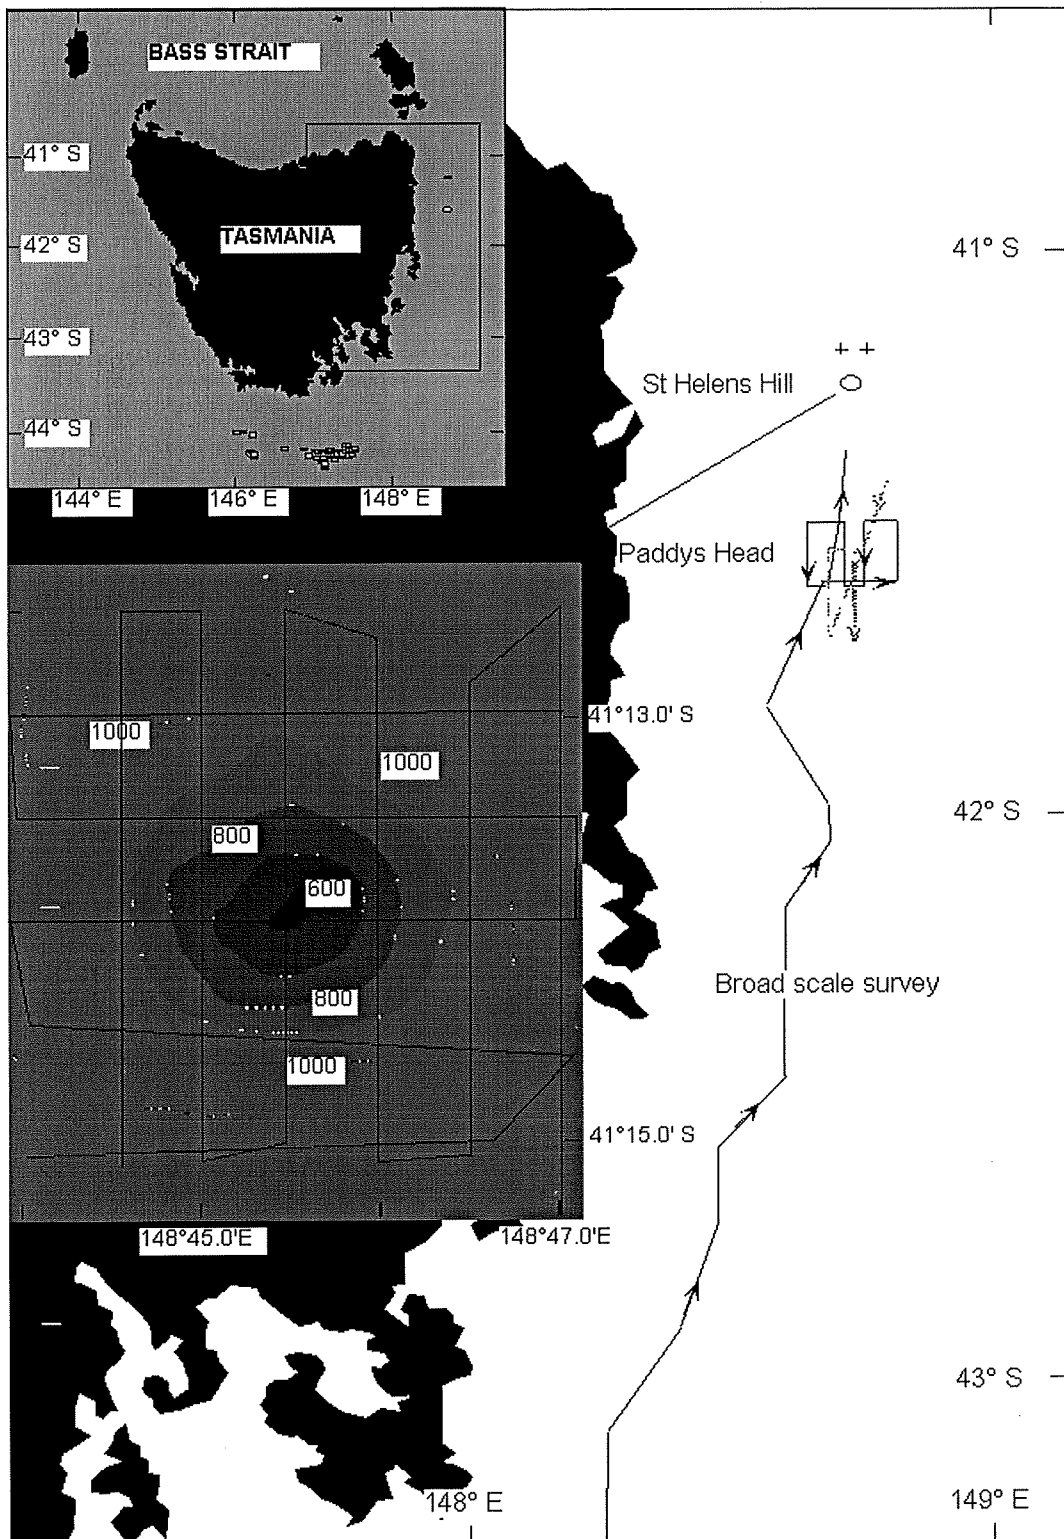 BASS STRAIT
41° S
TASMANIA
42° S
43° S
44° S
144° E
146° E
148° E
41° S
St Helens Hill
Paddys Head
41°13.0' S
1000
1000
800
600
42° S
Broad scale survey
800
1000
41°15.0' S
148°45.0'E
148°47.0'E
43° S
148° E
149° E